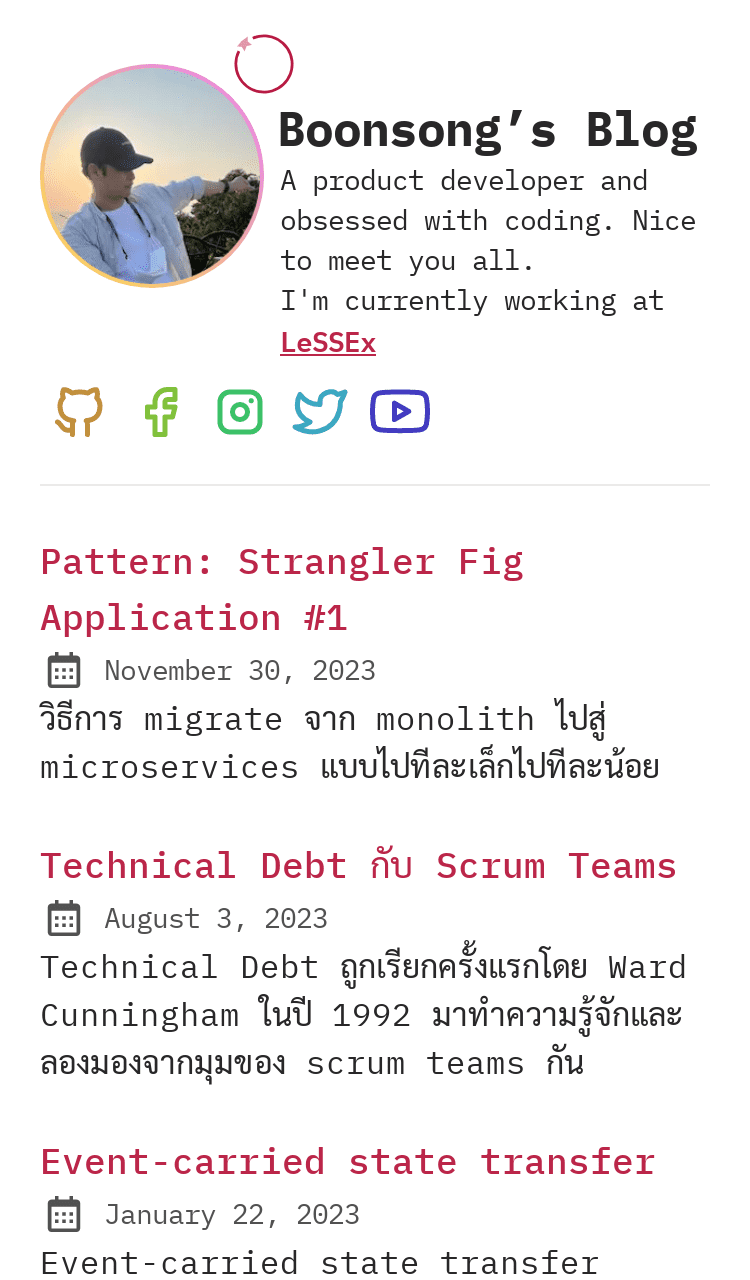 Boonsong’s Blog
A product developer and
obsessed with coding. Nice
to meet you all.
I'm currently working at
LeSSEx
Pattern: Strangler Fig
Application #1
November 30, 2023
วิธีการ migrate จาก monolith ไปสู่
microservices แบบไปทีละเล็กไปทีละน้อย
Technical Debt กับ Scrum Teams
August 3, 2023
Technical Debt ถูกเรียกครั้งแรกโดย Ward
Cunningham ในปี 1992 มาทำความรู้จักและ
ลองมองจากมุมของ scrum teams กัน
Event-carried state transfer
January 22, 2023
Event-carried state transfer